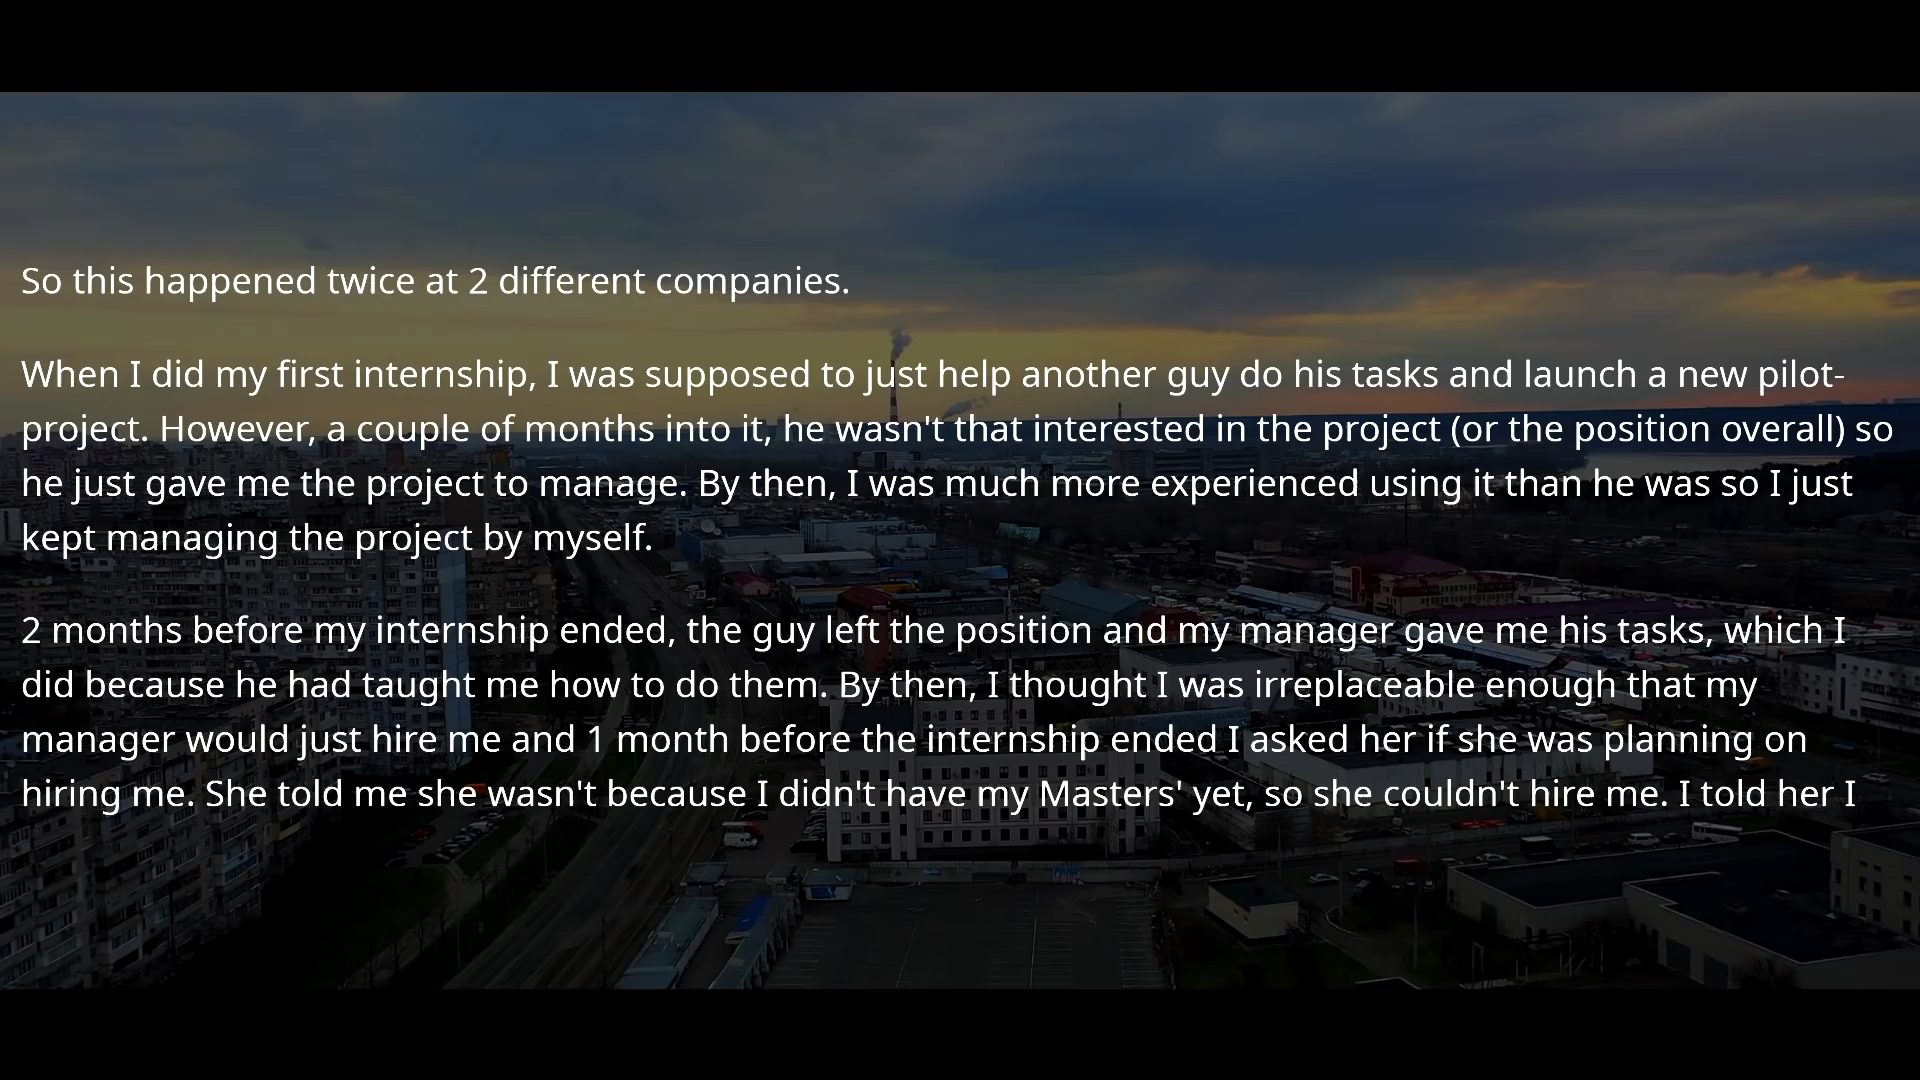 So this happened twice at 2 different companies.
When I did my first internship, I was supposed to just help another guy do his tasks and launch a new pilot-
project. However, a couple of months into it, he wasn't that interested in the project (or the position overall) so
he just gave me the project to manage. By then, I was much more experienced using it than he was so I just
kept managing the project by myself.
2 months before my internship ended, the guy left the position and my manager gave me his tasks, which I
did because he had taught me how to do them. By then, I thought I was irreplaceable enough that my
manager would just hire me and 1 month before the internship ended I asked her if she was planning on
hiring me. She told me she wasn't because I didn't have my Masters' yet, so she couldn't hire me. I told her I